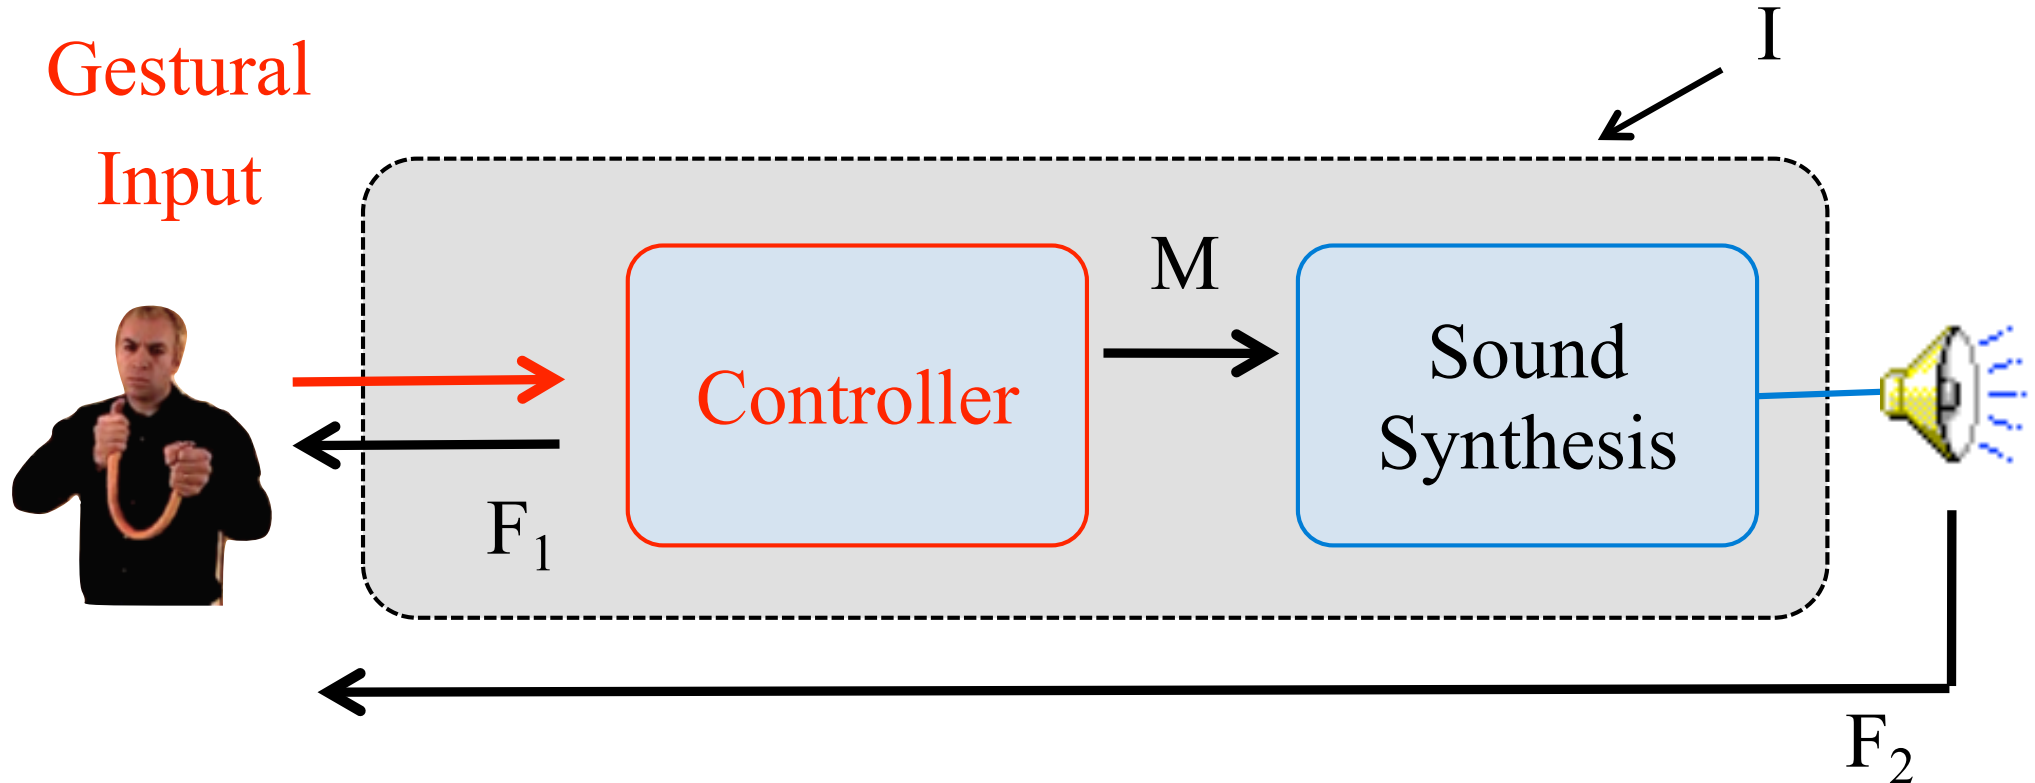 Gestural
Input
I
M
Controller
Sound
Synthesis
F₁
F₂